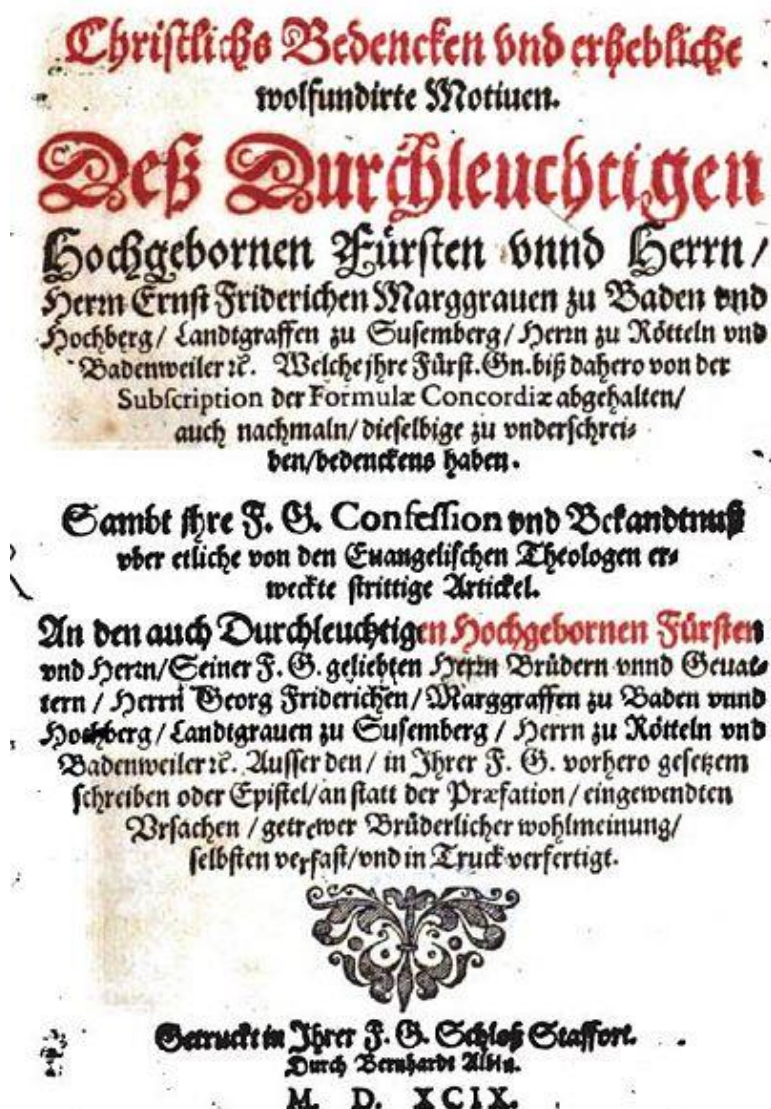 Christlichs Bedencken vnd erhebliche
wolfundirte Motiuen.
Deß Durchleuchtigen
Hochgebornen Fürsten vnnd Herrn/
Herrn Ernst Friderichen Marggrauen zu Baden vnd
Hochberg/ Landtgraffen zu Susemberg/ Herrn zu Rötteln vnd
Badenweiler ꝛc. Welche jhre Fürst. Gn. biß dahero von der
Subscription der Formulæ Concordiæ abgehalten/
auch nachmaln/ dieselbige zu vnderschrei-
ben/bedenckens haben.
Sambt jhre F. G. Confession vnd Bekandtnuß
vber etliche von den Euangelischen Theologen er-
weckte strittige Artickel.
An den auch Durchleuchtigen Hochgebornen Fürsten
vnd Herrn/Seiner F. G. geliebten Herrn Brüdern vnnd Geuat-
tern / Herrn Georg Friderichen/ Marggraffen zu Baden vnnd
Hochberg/ Landtgrauen zu Susemberg / Herrn zu Rötteln vnd
Badenweiler ꝛc. Ausser den/ in Jhrer F. G. vorhero gesetzem
schreiben oder Epistel/an statt der Præfation/ eingewendten
Vrsachen / getrewer Brüderlicher wohlmeinung/
selbsten verfast/vnd in Truck verfertigt.
Getruckt in Jhrer F. G. Schloß Staffort.
Durch Bernhardt Albin.
M. D. XCIX.